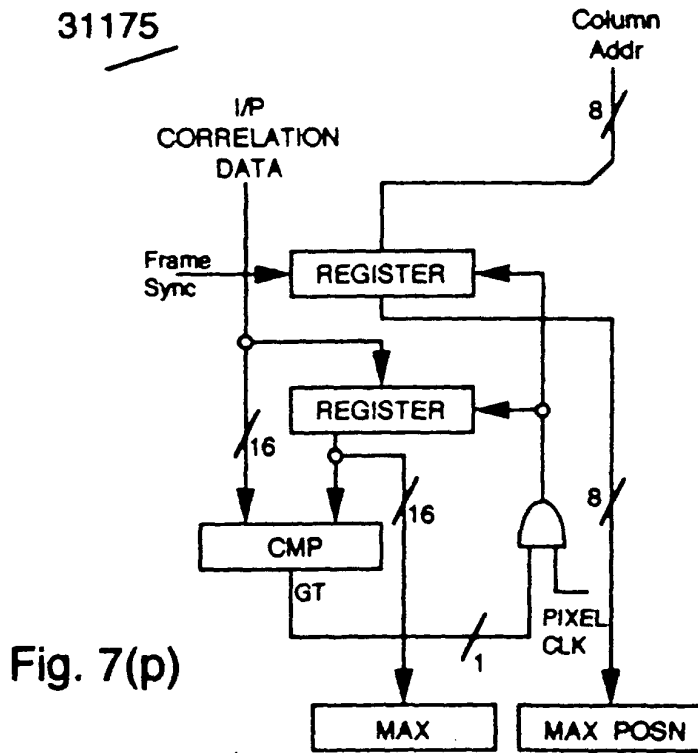 31175
Column
Addr
8
I/P
CORRELATION
DATA
Frame
Sync
REGISTER
REGISTER
16
16
8
CMP
GT
PIXEL
CLK
1
Fig. 7(p)
MAX
MAX POSN